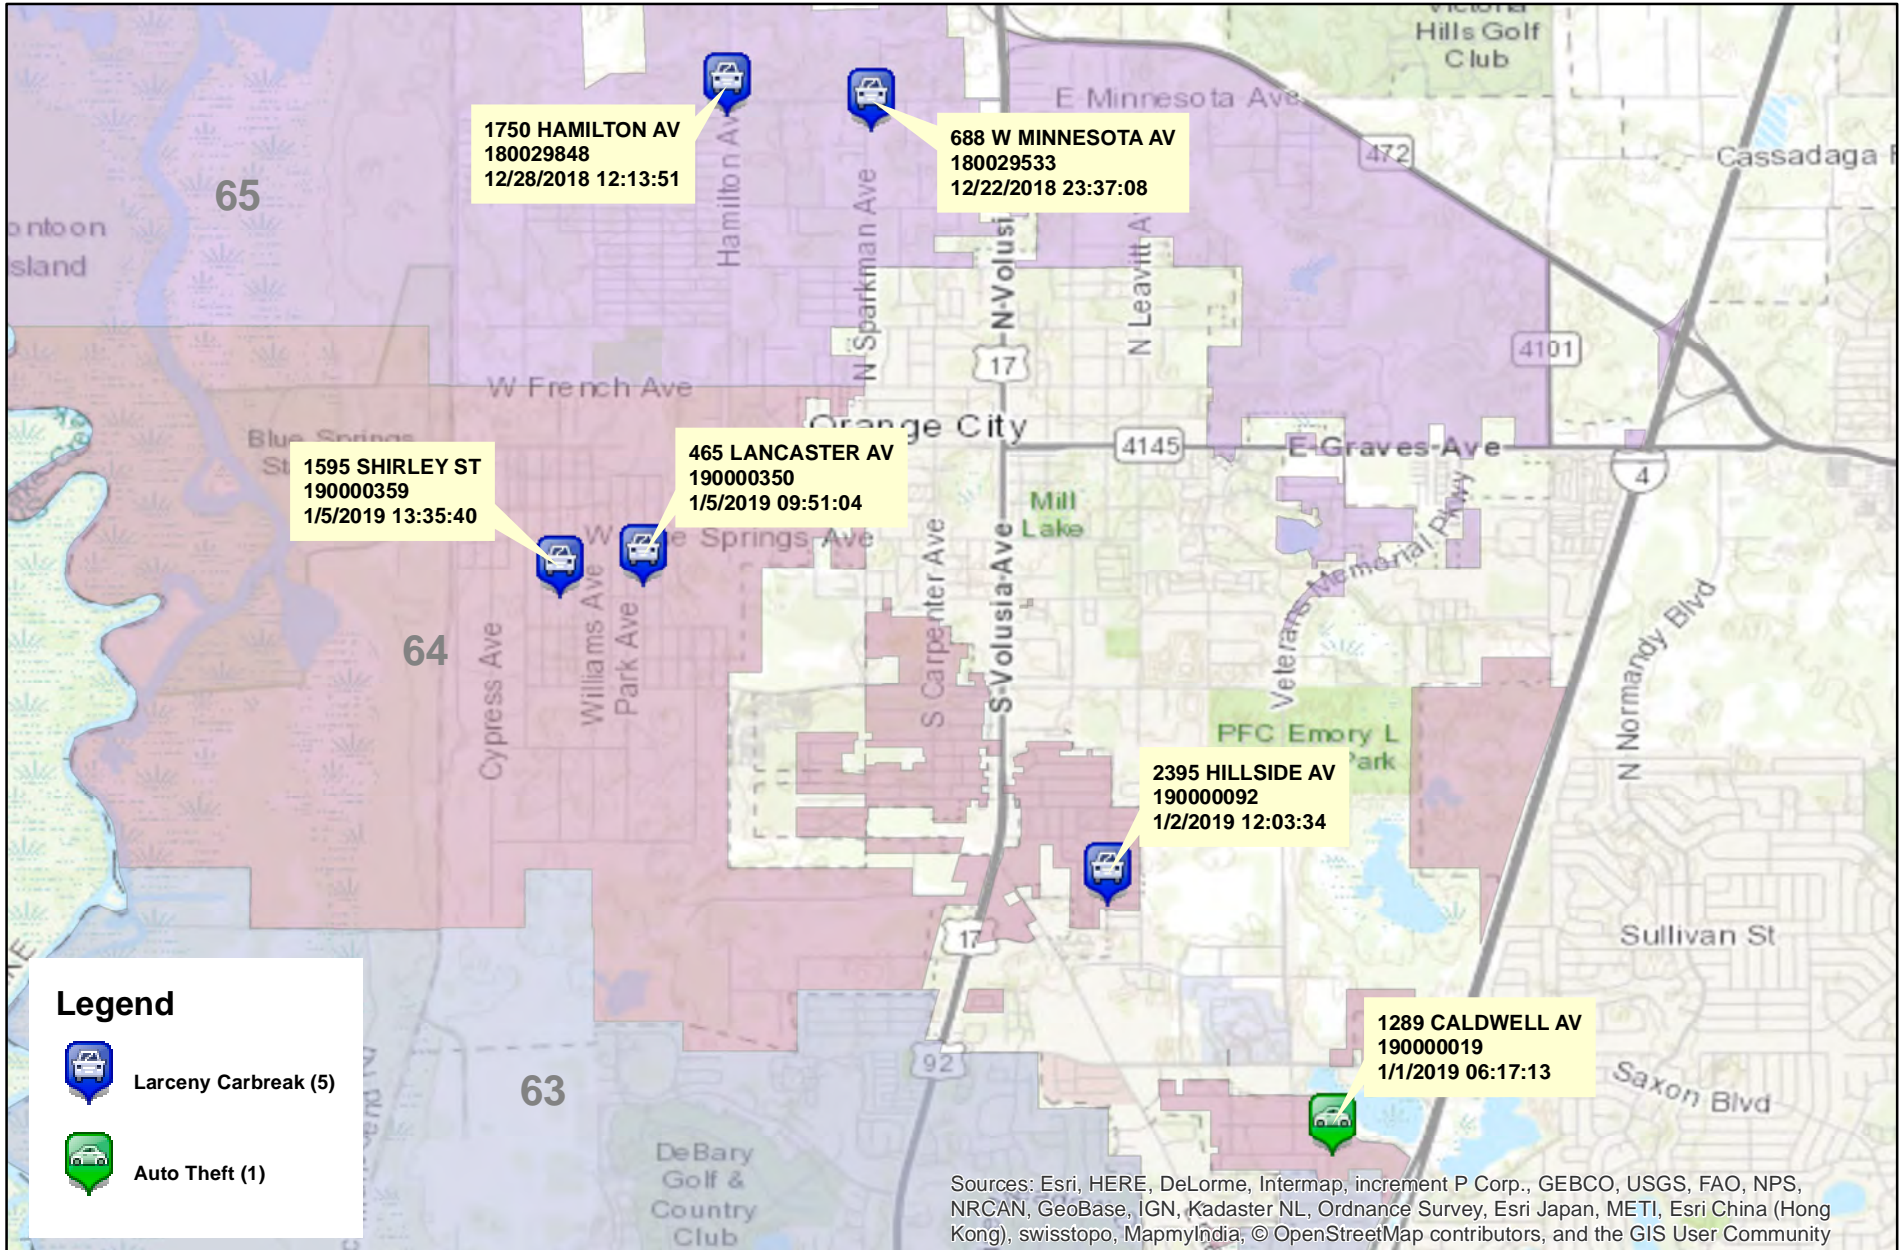 Hills Golf
Club
E Minnesota Ave
472
Cassadaga
1750 HAMILTON AV
180029848
12/28/2018 12:13:51
688 W MINNESOTA AV
180029533
12/22/2018 23:37:08
65
Hamilton Av
N Sparkman Ave
N Volusi
N Leavitt A
17
4101
W French Ave
Orange City
4145
E Graves Ave
4
Blue Springs
1595 SHIRLEY ST
190000359
1/5/2019 13:35:40
465 LANCASTER AV
190000350
1/5/2019 09:51:04
Mill
Lake
W
e Springs Ave
S Carpenter Ave
S Volusia Ave
Veterans Memorial Pkwy
N Normandy Blvd
64
Cypress Ave
Williams Ave
Park Ave
PFC Emory L
Park
2395 HILLSIDE AV
190000092
1/2/2019 12:03:34
17
Sullivan St
Legend
Larceny Carbreak (5)
Auto Theft (1)
63
92
1289 CALDWELL AV
190000019
1/1/2019 06:17:13
Saxon Blvd
DeBary
Golf &
Country
Club
Sources: Esri, HERE, DeLorme, Intermap, increment P Corp., GEBCO, USGS, FAO, NPS,
NRCAN, GeoBase, IGN, Kadaster NL, Ordnance Survey, Esri Japan, METI, Esri China (Hong
Kong), swisstopo, MapmyIndia, © OpenStreetMap contributors, and the GIS User Community